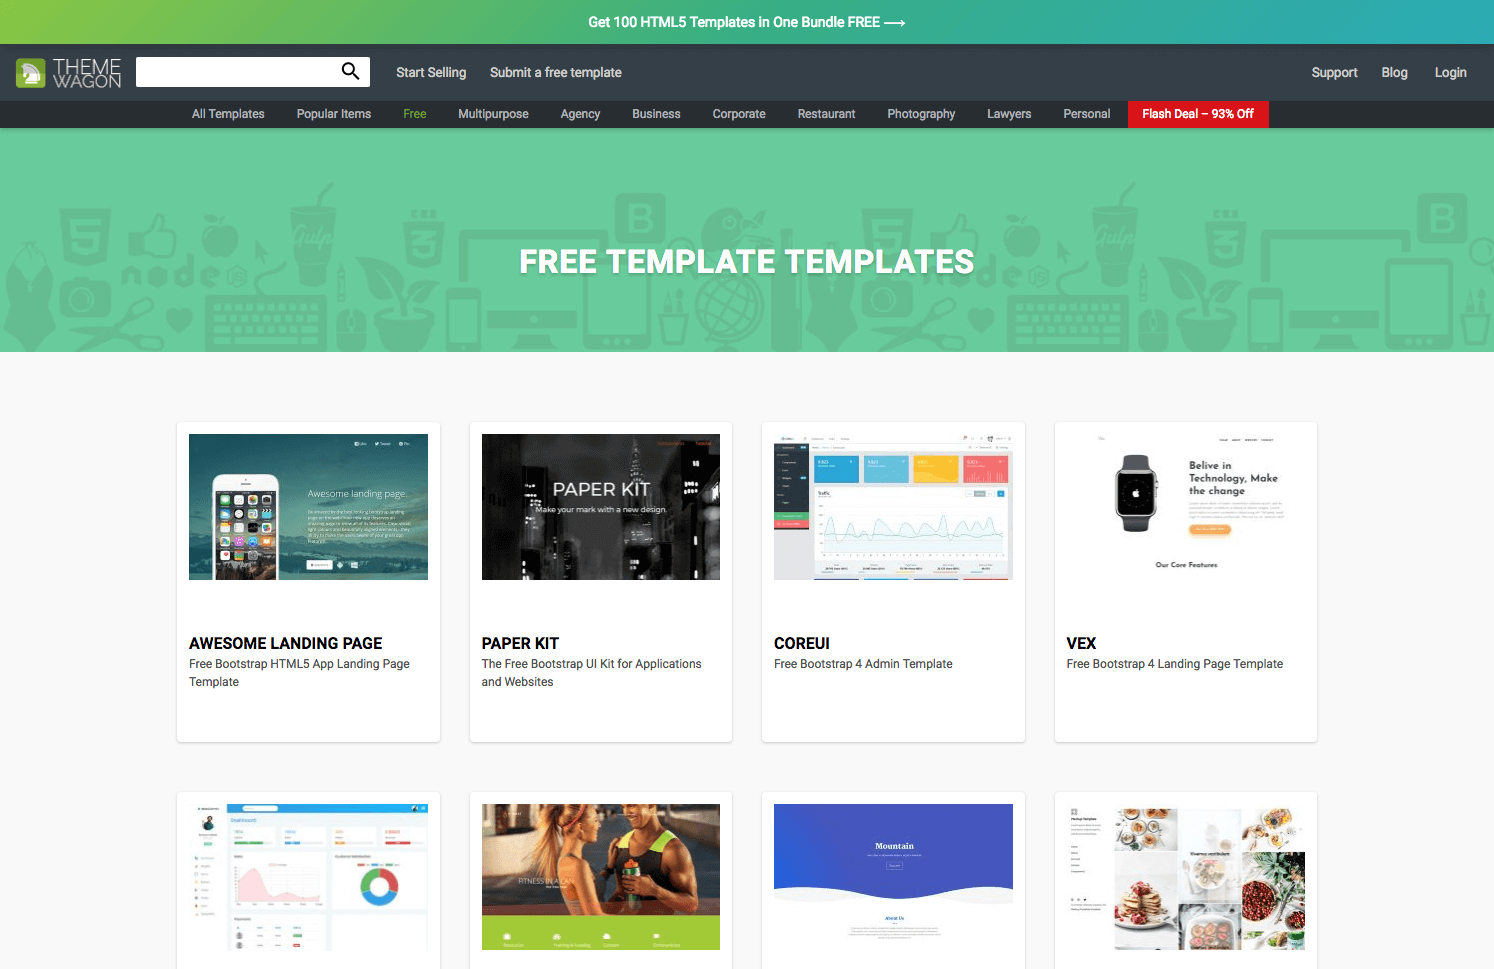 Get 100 HTML5 Templates in One Bundle FREE ⟶
THEME
WAGON
Start Selling
Submit a free template
Support
Blog
Login
All Templates
Popular Items
Free
Multipurpose
Agency
Business
Corporate
Restaurant
Photography
Lawyers
Personal
Flash Deal – 93% Off
FREE TEMPLATE TEMPLATES
Awesome landing page
PAPER KIT
Make your mark with a new design.
Traffic
Belive in
Technology, Make
the change
Our Core Features
AWESOME LANDING PAGE
Free Bootstrap HTML5 App Landing Page
Template
PAPER KIT
The Free Bootstrap UI Kit for Applications
and Websites
COREUI
Free Bootstrap 4 Admin Template
VEX
Free Bootstrap 4 Landing Page Template
Dashboard
FITNESS IN A CAN
Mountain
About Us